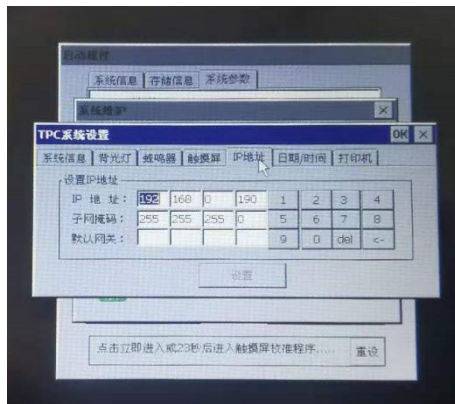 启动属性
系统信息 存储信息 系统参数
系统维护
TPC系统设置 OK ×
系统信息 背光灯 蜂鸣器 触摸屏 IP地址 日期/时间 打印机
设置IP地址
IP 地 址: 192 168 0 190 1 2 3 4
子网掩码: 255 255 255 0 5 6 7 8
默认网关: 9 0 del <-
设置
点击立即进入或23秒后进入触摸屏校准程序..... 重设